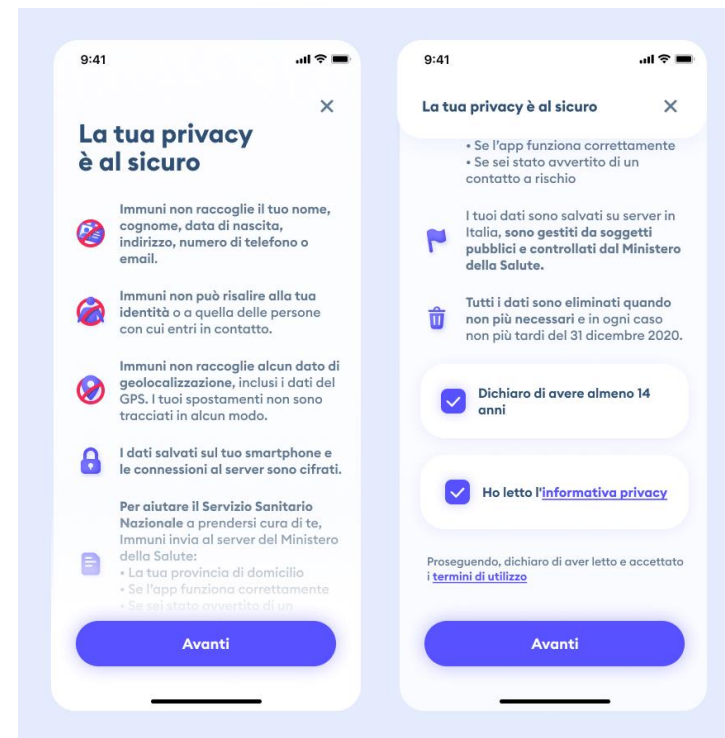 9:41
La tua privacy
è al sicuro
Immuni non raccoglie il tuo nome,
cognome, data di nascita,
indirizzo, numero di telefono o
email.
Immuni non può risalire alla tua
identità o a quella delle persone
con cui entri in contatto.
Immuni non raccoglie alcun dato di
geolocalizzazione, inclusi i dati del
GPS. I tuoi spostamenti non sono
tracciati in alcun modo.
I dati salvati sul tuo smartphone e
le connessioni al server sono cifrati.
Per aiutare il Servizio Sanitario
Nazionale a prendersi cura di te,
Immuni invia al server del Ministero
della Salute:
• La tua provincia di domicilio
• Se l'app funziona correttamente
• Se sei stato avvertito di un
Avanti
9:41
La tua privacy è al sicuro
• Se l'app funziona correttamente
• Se sei stato avvertito di un
contatto a rischio
I tuoi dati sono salvati su server in
Italia, sono gestiti da soggetti
pubblici e controllati dal Ministero
della Salute.
Tutti i dati sono eliminati quando
non più necessari e in ogni caso
non più tardi del 31 dicembre 2020.
Dichiaro di avere almeno 14
anni
Ho letto l'informativa privacy
Proseguendo, dichiaro di aver letto e accettato
i termini di utilizzo
Avanti